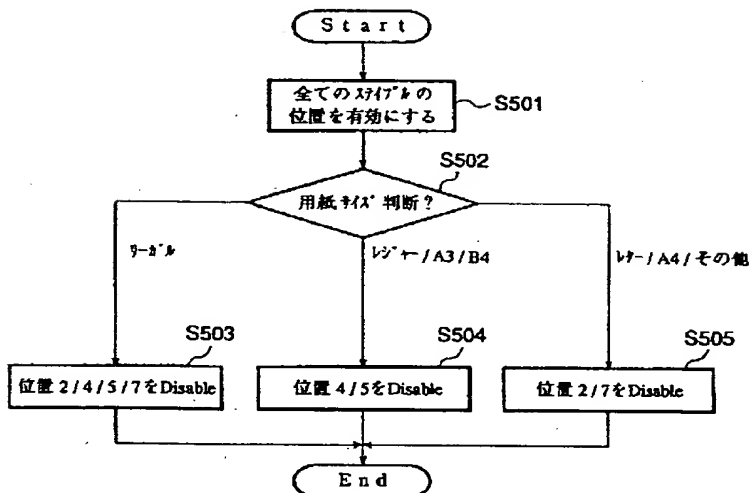 Start
全てのｽﾃｲﾌﾟﾙの
位置を有効にする
S501
S502
用紙ｻｲｽﾞ判断?
ﾘｰｶﾞﾙ
ﾚｼﾞｬｰ/A3/B4
ﾚﾀｰ/A4/その他
S503
S504
S505
位置2/4/5/7をDisable
位置4/5をDisable
位置2/7をDisable
End